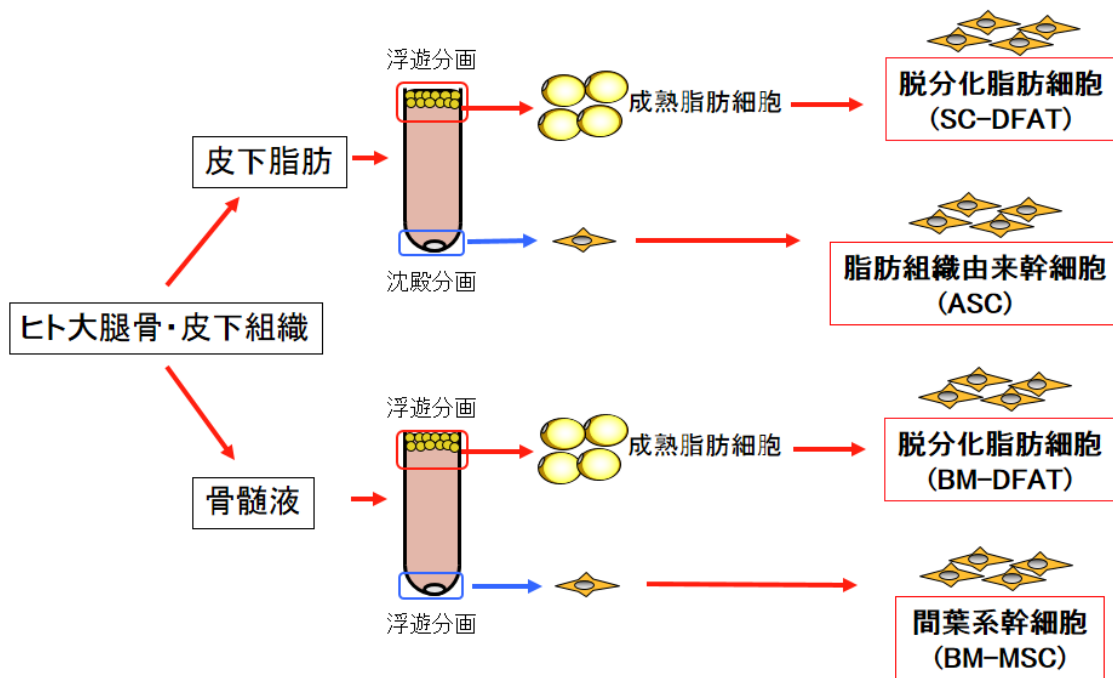 浮遊分画
成熟脂肪細胞
脱分化脂肪細胞
(SC-DFAT)
皮下脂肪
沈殿分画
脂肪組織由来幹細胞
(ASC)
ヒト大腿骨・皮下組織
浮遊分画
成熟脂肪細胞
脱分化脂肪細胞
(BM-DFAT)
骨髄液
浮遊分画
間葉系幹細胞
(BM-MSC)